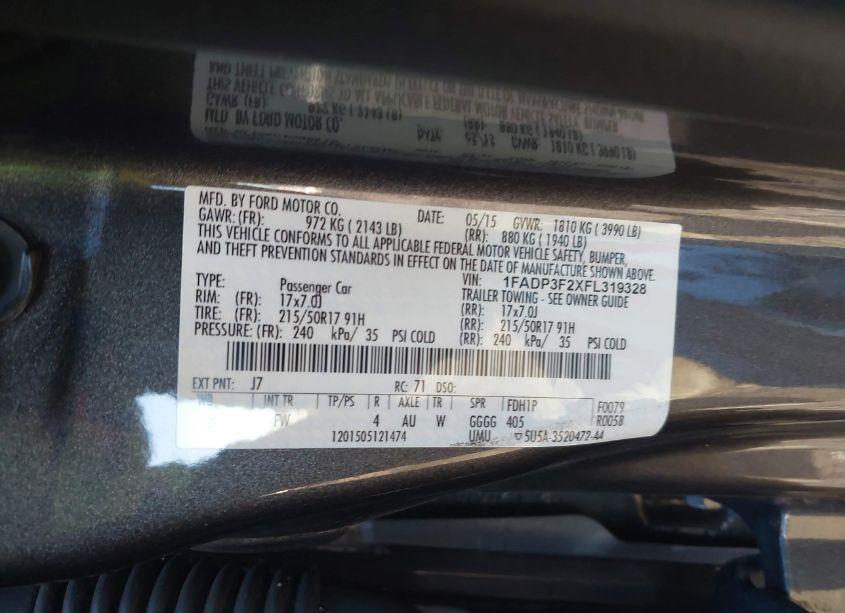 MFD. BY FORD MOTOR CO. DATE: 05/15 GVWR: 1810 KG ( 3990 LB)
GAWR: (FR): 972 KG ( 2143 LB) (RR): 880 KG ( 1940 LB)
THIS VEHICLE CONFORMS TO ALL APPLICABLE FEDERAL MOTOR VEHICLE SAFETY, BUMPER,
AND THEFT PREVENTION STANDARDS IN EFFECT ON THE DATE OF MANUFACTURE SHOWN ABOVE.
VIN: 1FADP3F2XFL319328
TYPE: Passenger Car TRAILER TOWING - SEE OWNER GUIDE
RIM: (FR): 17x7.0J (RR): 17x7.0J
TIRE: (FR): 215/50R17 91H (RR): 215/50R17 91H
PRESSURE: (FR): 240 kPa/ 35 PSI COLD (RR): 240 kPa/ 35 PSI COLD
EXT PNT: J7 RC: 71 DSO:
WB INT TR TP/PS R AXLE TR SPR FDH1P F0079
FW 4 AU W GGGG 405 R0058
1201505121474 UMU ▽5U5A-3520472-44